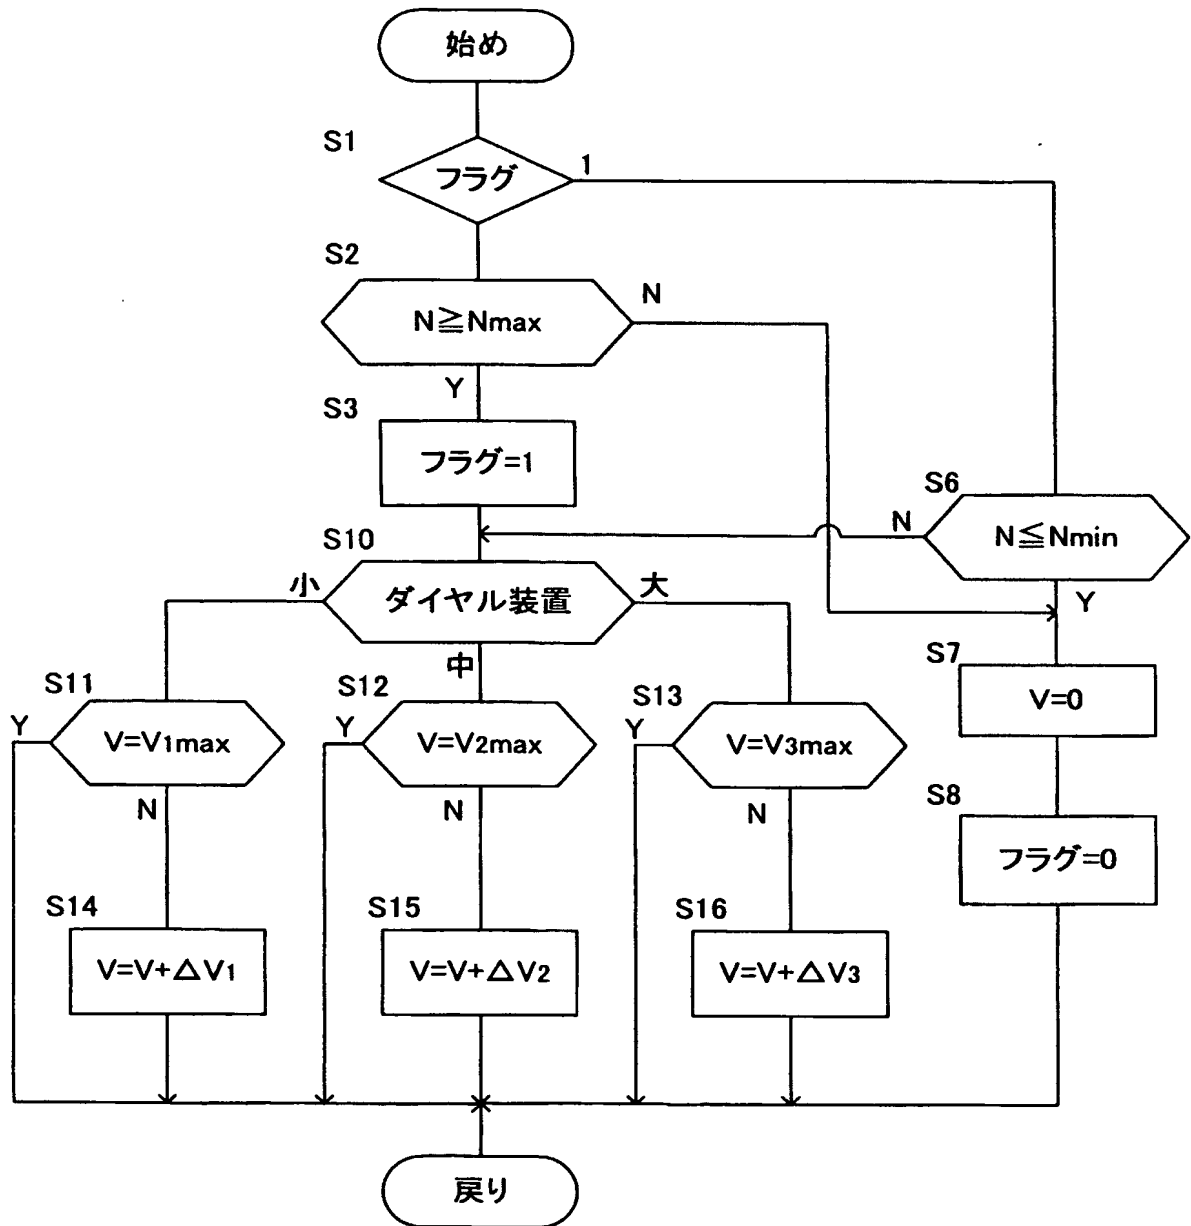 始め
S1
フラグ
1
S2
N≧Nmax
N
Y
S3
フラグ=1
S6
N≦Nmin
N
Y
S10
ダイヤル装置
小
中
大
S7
V=0
S11
V=V1max
Y
N
S12
V=V2max
Y
N
S13
V=V3max
Y
N
S8
フラグ=0
S14
V=V+△V1
S15
V=V+△V2
S16
V=V+△V3
戻り